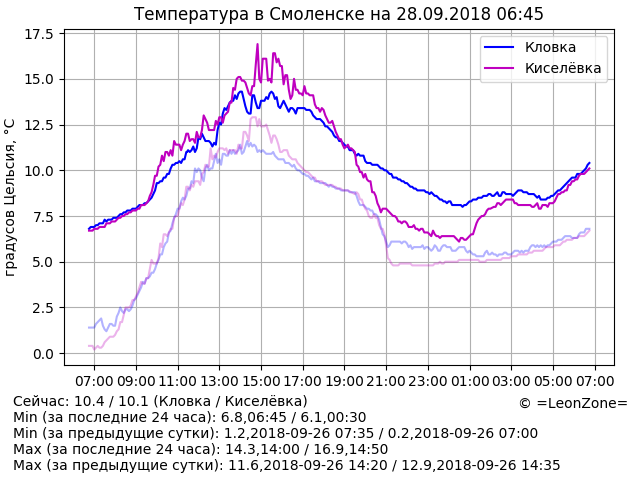 Температура в Смоленске на 28.09.2018 06:45
градусов Цельсия, °C
17.5
15.0
12.5
10.0
7.5
5.0
2.5
0.0
Кловка
Киселёвка
07:00 09:00 11:00 13:00 15:00 17:00 19:00 21:00 23:00 01:00 03:00 05:00 07:00
Сейчас: 10.4 / 10.1 (Кловка / Киселёвка)
© =LeonZone=
Min (за последние 24 часа): 6.8,06:45 / 6.1,00:30
Min (за предыдущие сутки): 1.2,2018-09-26 07:35 / 0.2,2018-09-26 07:00
Max (за последние 24 часа): 14.3,14:00 / 16.9,14:50
Max (за предыдущие сутки): 11.6,2018-09-26 14:20 / 12.9,2018-09-26 14:35